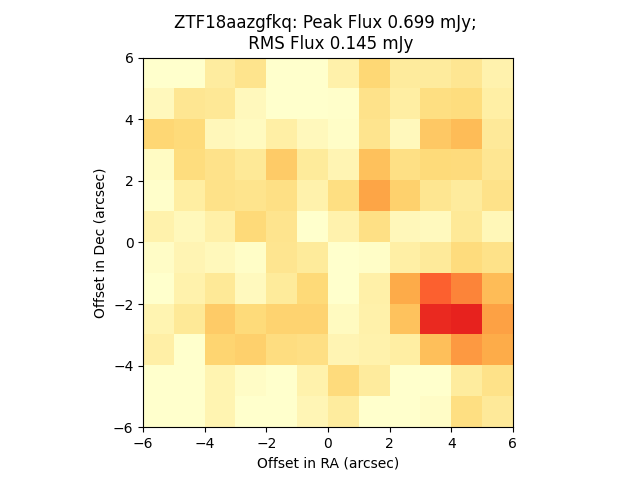 ZTF18aazgfkq: Peak Flux 0.699 mJy;
RMS Flux 0.145 mJy
6
4
2
0
−2
−4
−6
Offset in Dec (arcsec)
−6 −4 −2 0 2 4 6
Offset in RA (arcsec)